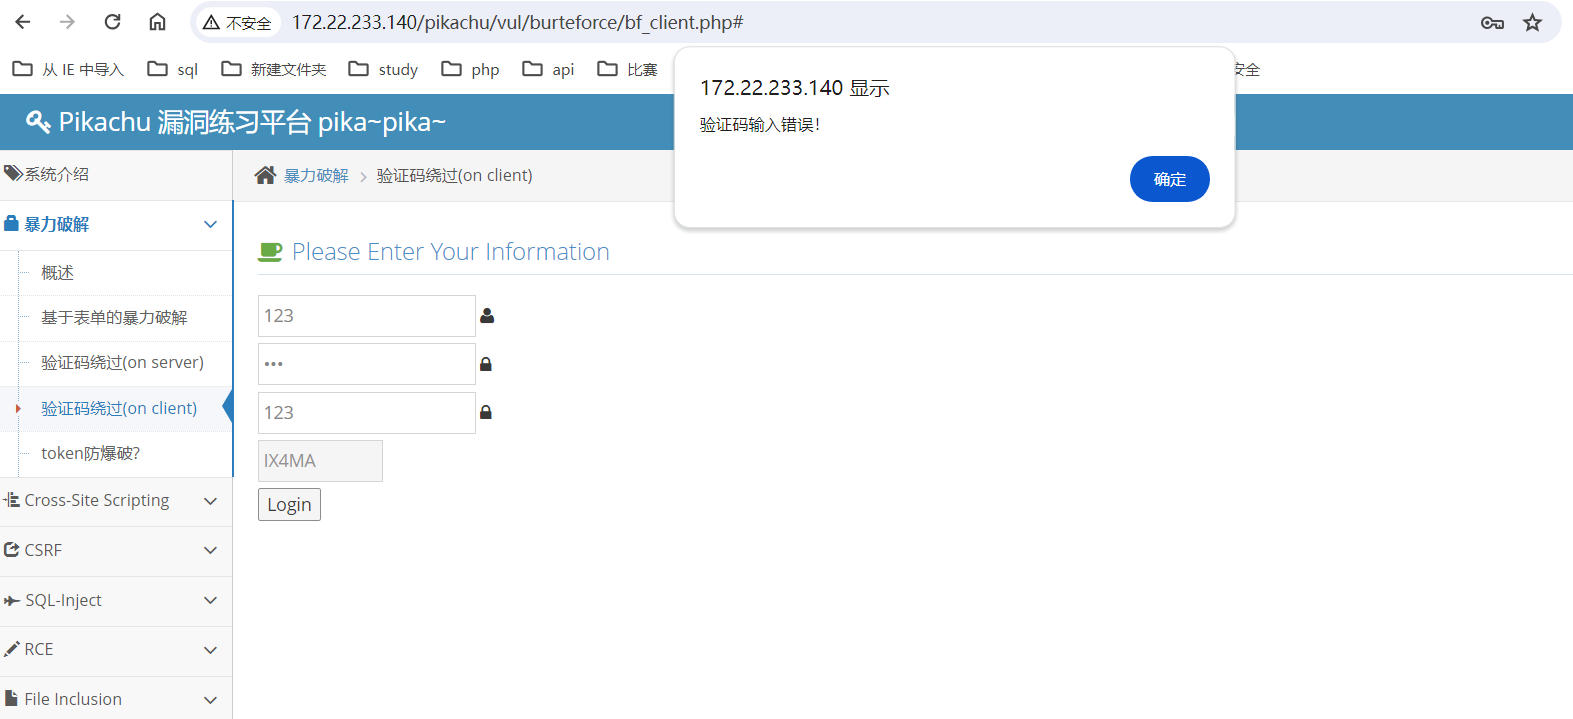 不安全 172.22.233.140/pikachu/vul/burteforce/bf_client.php#
从 IE 中导入 sql 新建文件夹 study php api 比赛 安全
172.22.233.140 显示
验证码输入错误！
确定
Pikachu 漏洞练习平台 pika~pika~
系统介绍
暴力破解
概述
基于表单的暴力破解
验证码绕过(on server)
验证码绕过(on client)
token防爆破?
Cross-Site Scripting
CSRF
SQL-Inject
RCE
File Inclusion
暴力破解 > 验证码绕过(on client)
Please Enter Your Information
123
•••
123
IX4MA
Login